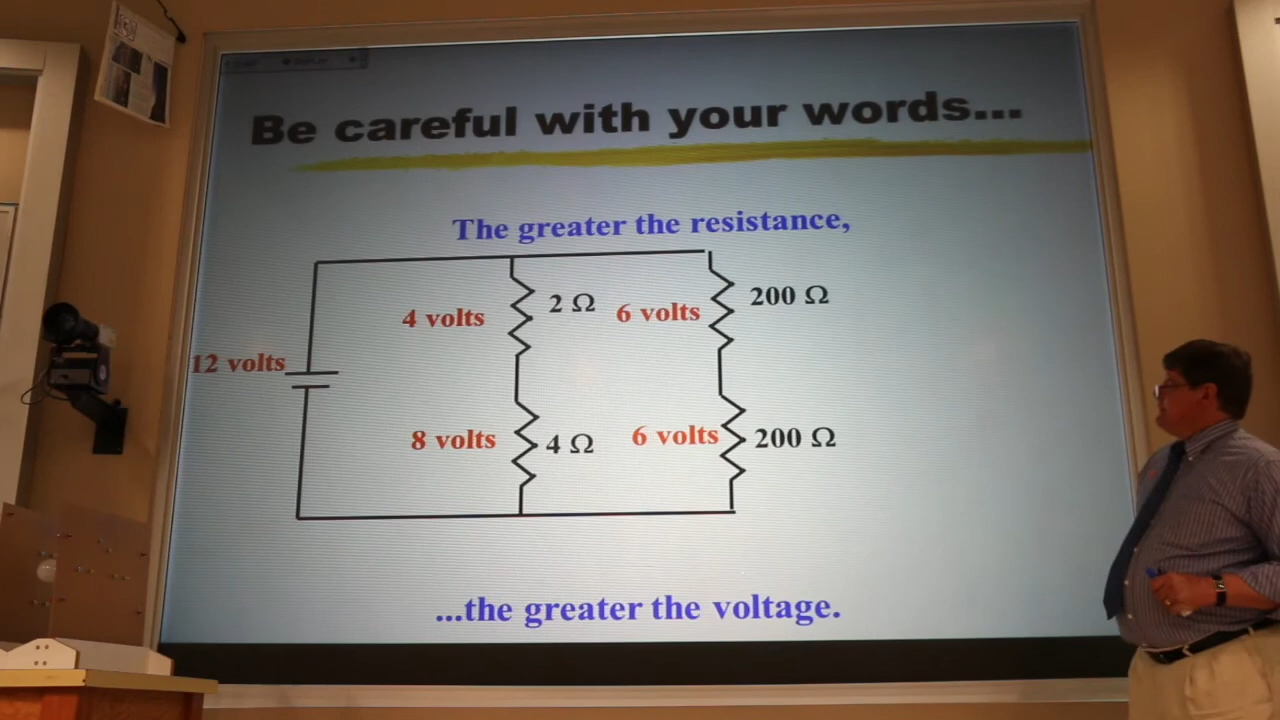 Be careful with your words...
The greater the resistance,
4 volts 2 Ω 6 volts 200 Ω
12 volts
8 volts 4 Ω 6 volts 200 Ω
...the greater the voltage.